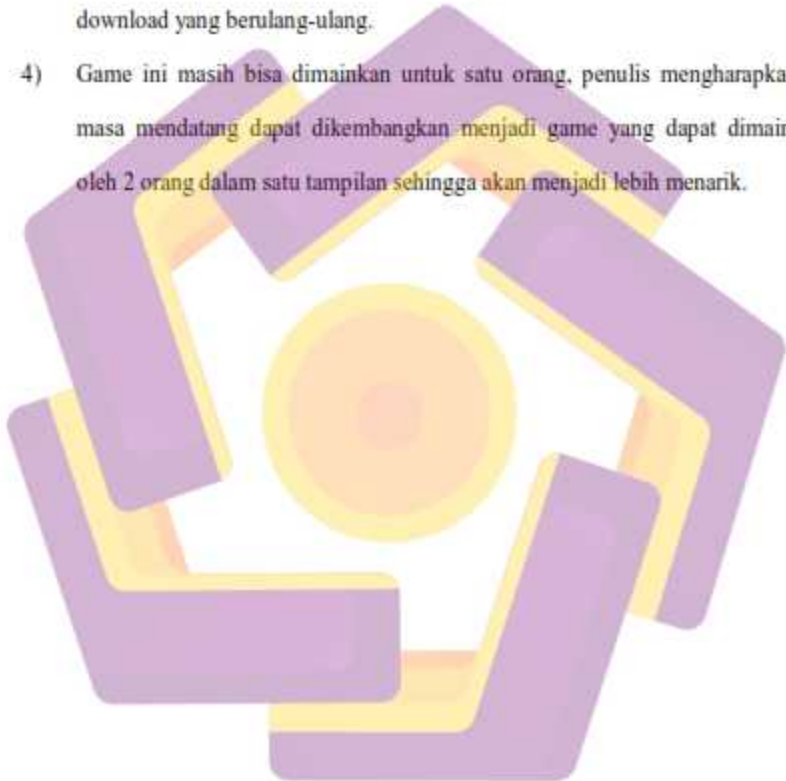 download yang berulang-ulang.
4) Game ini masih bisa dimainkan untuk satu orang, penulis mengharapka
masa mendatang dapat dikembangkan menjadi game yang dapat dimai
oleh 2 orang dalam satu tampilan sehingga akan menjadi lebih menarik.